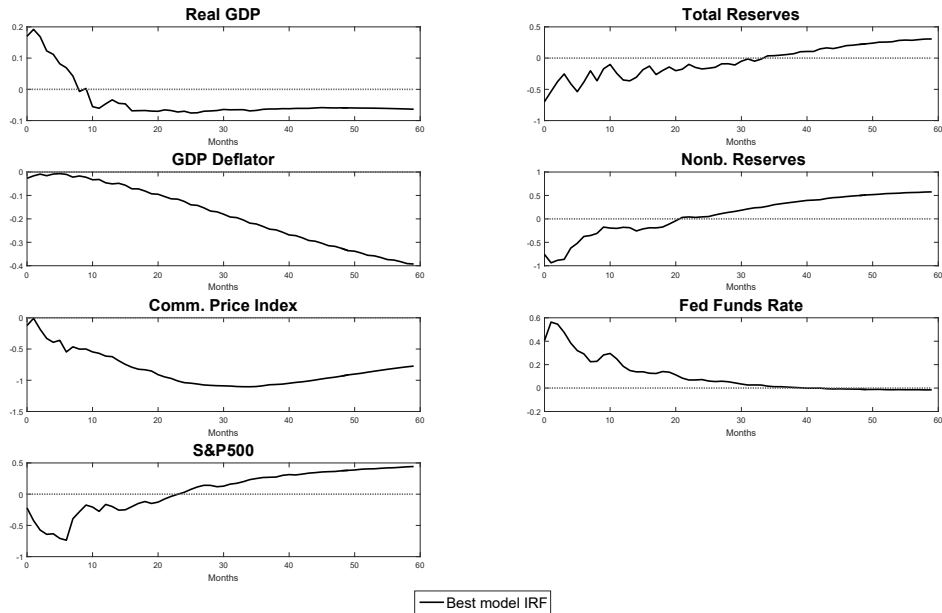 Real GDP
0.2
0.1
0
-0.1
0 10 20 30 40 50 60
Months
GDP Deflator
0
-0.1
-0.2
-0.3
-0.4
0 10 20 30 40 50 60
Comm. Price Index
0
-0.5
-1
-1.5
0 10 20 30 40 50 60
Months
S&P500
0.5
0
-0.5
-1
0 10 20 30 40 50 60
Months
Total Reserves
0.5
0
-0.5
-1
0 10 20 30 40 50 60
Months
Nonb. Reserves
1
0.5
0
-0.5
-1
0 10 20 30 40 50 60
Months
Fed Funds Rate
0.6
0.4
0.2
0
-0.2
0 10 20 30 40 50 60
Months
Best model IRF